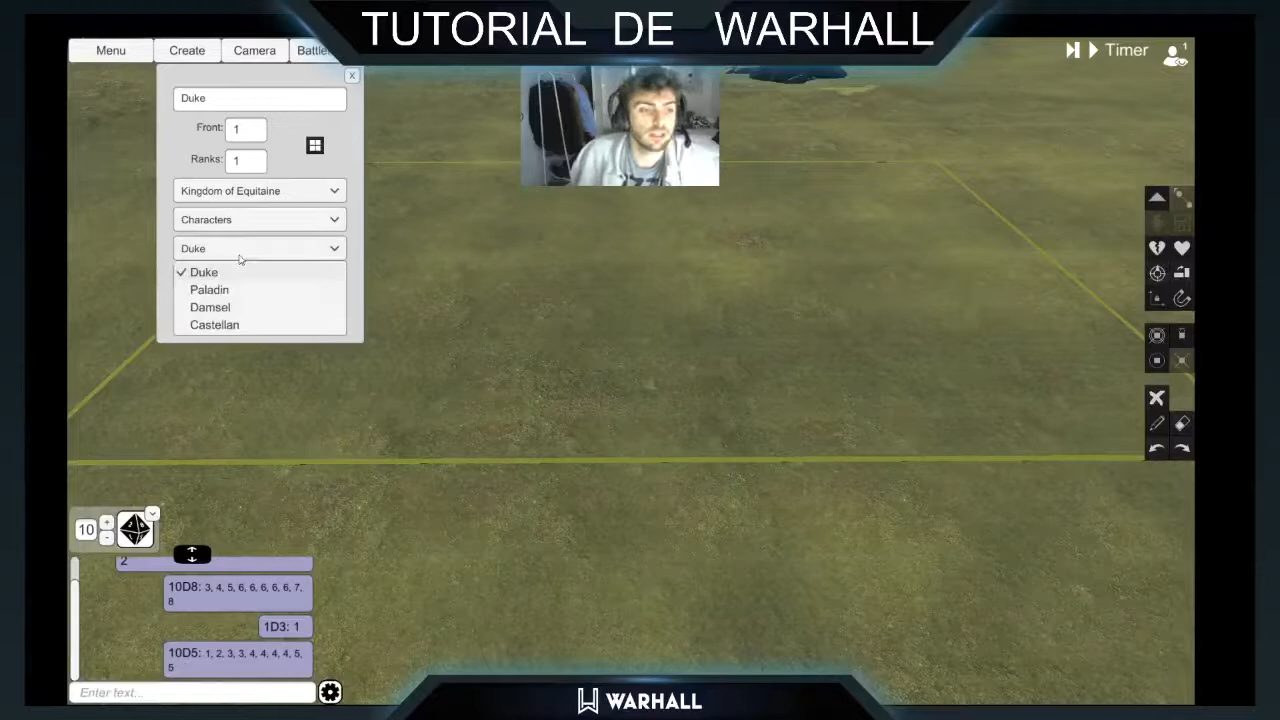 TUTORIAL DE WARHALL
Menu
Create
Camera
Battle
Timer
1
x
Duke
Front:
1
Ranks:
1
Kingdom of Equitaine
Characters
Duke
Duke
Paladin
Damsel
Castellan
10
+
-
2
10D8: 3, 4, 5, 6, 6, 6, 6, 6, 7,
8
1D3: 1
10D5: 1, 2, 3, 3, 4, 4, 4, 4, 5,
5
Enter text...
WARHALL